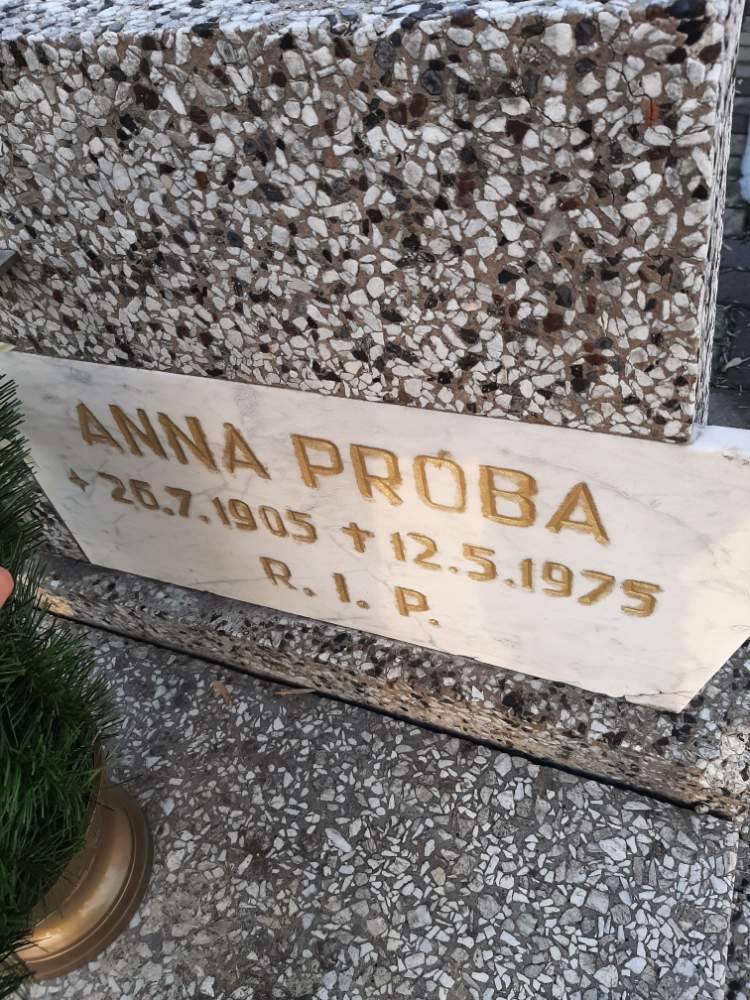 ANNA PRÓBA
+ 26.7.1905 + 12.5.1975
R. I. P.